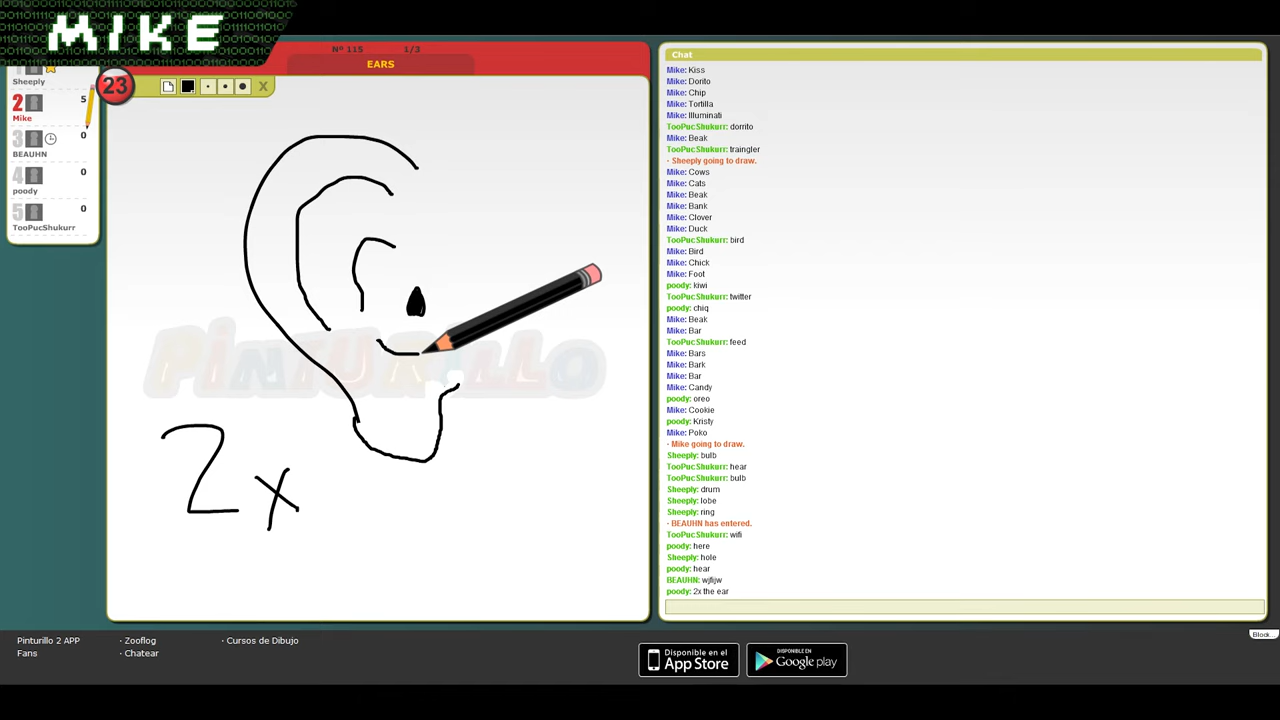 MIKE
Nº 115 1/3
EARS
23
1
Sheeply
2 5
Mike
3 0
BEAUHN
4 0
poody
5 0
TooPucShukurr
X
Pinturillo
2x
Chat
Mike: Kiss
Mike: Dorito
Mike: Chip
Mike: Tortilla
Mike: Illuminati
TooPucShukurr: dorrito
Mike: Beak
TooPucShukurr: traingler
· Sheeply going to draw.
Mike: Cows
Mike: Cats
Mike: Beak
Mike: Bank
Mike: Clover
Mike: Duck
TooPucShukurr: bird
Mike: Bird
Mike: Chick
Mike: Foot
poody: kiwi
TooPucShukurr: twitter
poody: chiq
Mike: Beak
Mike: Bar
TooPucShukurr: feed
Mike: Bars
Mike: Bark
Mike: Bar
Mike: Candy
poody: oreo
Mike: Cookie
poody: Kristy
Mike: Poko
· Mike going to draw.
Sheeply: bulb
TooPucShukurr: hear
TooPucShukurr: bulb
Sheeply: drum
Sheeply: lobe
Sheeply: ring
· BEAUHN has entered.
TooPucShukurr: wifi
poody: here
Sheeply: hole
poody: hear
BEAUHN: wjfijw
poody: 2x the ear
Block...
Pinturillo 2 APP · Zooflog · Cursos de Dibujo
Fans · Chatear
Disponible en el
App Store
DISPONIBLE EN
Google play